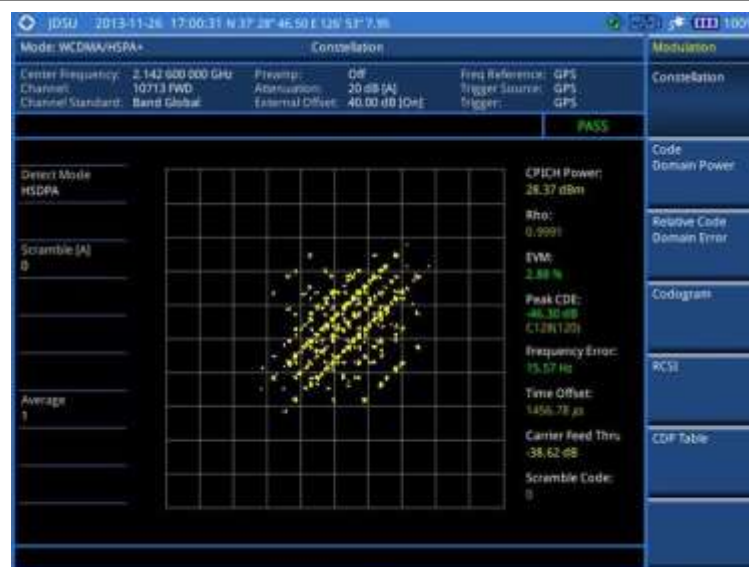 JDSU 2013-11-26 17:00:31 N 37° 28' 46.50 E 126° 53' 7.
Mode: WCDMA/HSPA+ Constellation Modulation
Center Frequency: 2.142 600 000 GHz Preamp: Off Freq Reference: GPS
Channel: 10713 FWD Attenuation: 20 dB [A] Trigger Source: GPS
Channel Standard: Band Global External Offset: 40.00 dB [On] Trigger: GPS
Constellation
PASS
Code
Domain Power
Detect Mode
HSDPA
CPICH Power:
28.37 dBm
Rho:
0.9991
Relative Code
Domain Error
Scramble [A]
0
EVM:
2.88 %
Peak CDE:
-46.30 dB
C128(120)
Codogram
Frequency Error:
15.57 Hz
RCSI
Average
1
Time Offset:
1456.78 µs
Carrier Feed Thru
-38.62 dB
CDP Table
Scramble Code:
0